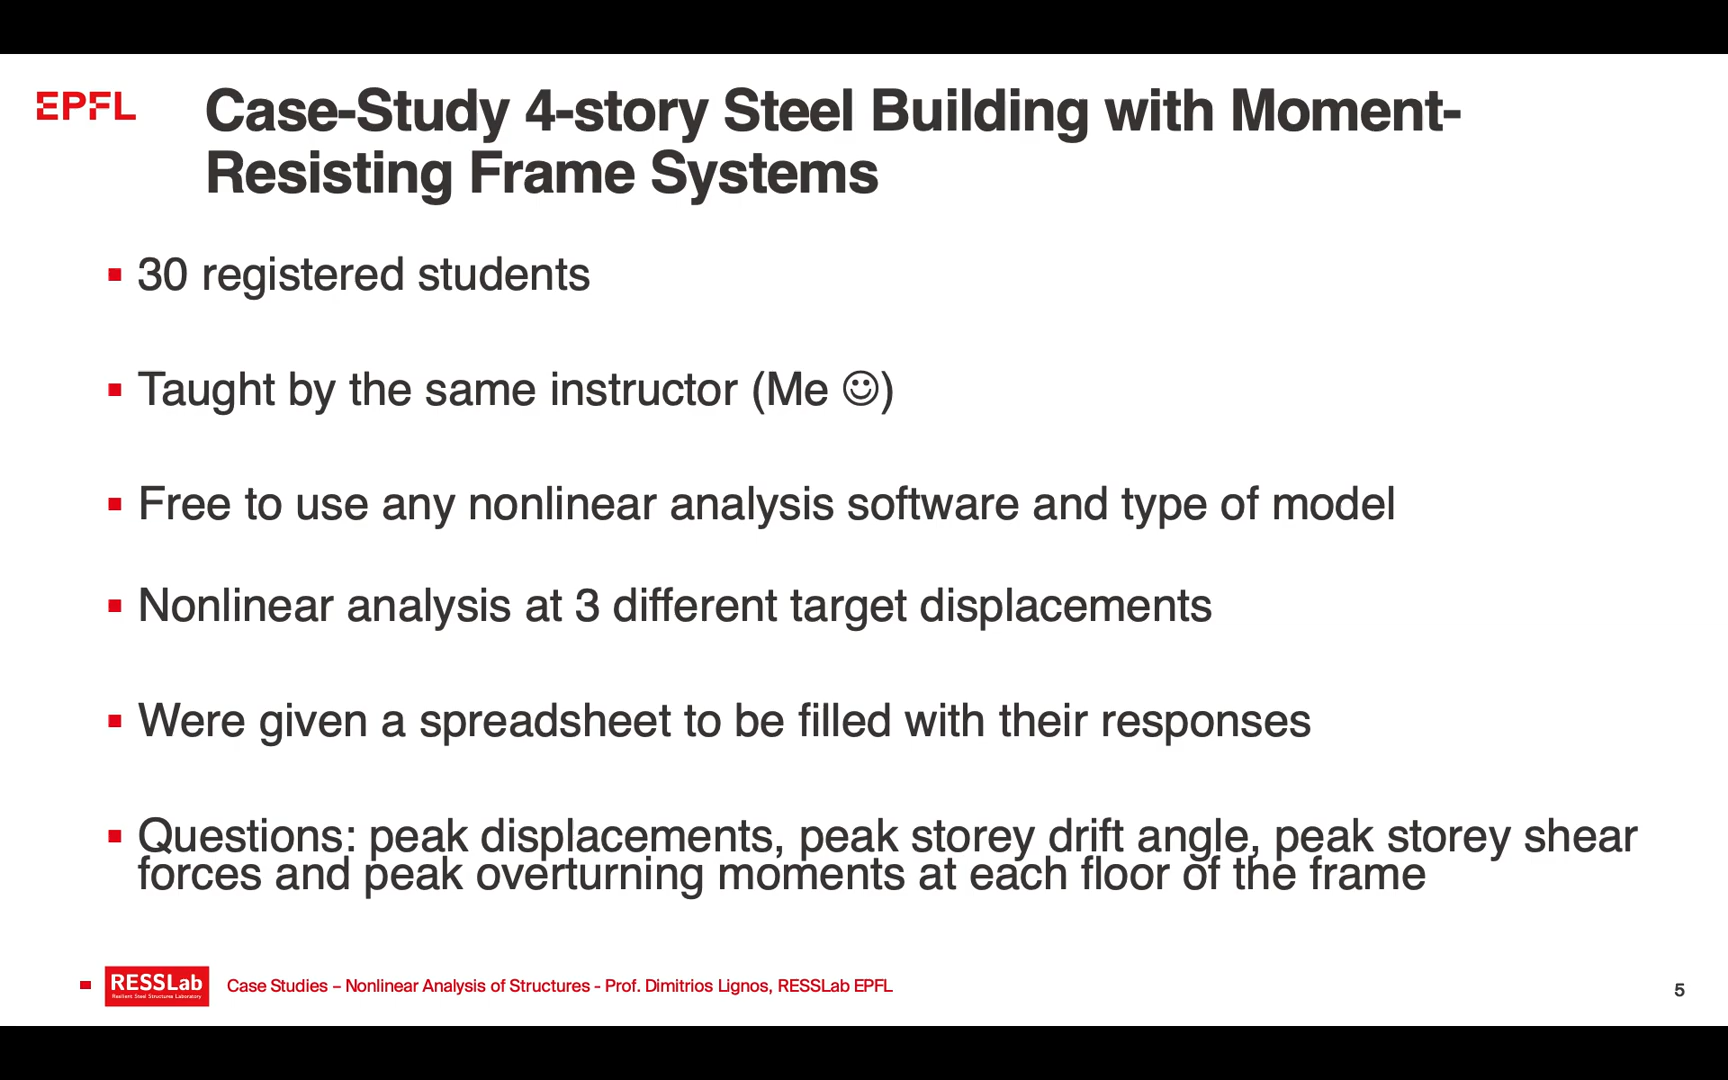 EPFL
Case-Study 4-story Steel Building with Moment-
Resisting Frame Systems
▪ 30 registered students
▪ Taught by the same instructor (Me ☺)
▪ Free to use any nonlinear analysis software and type of model
▪ Nonlinear analysis at 3 different target displacements
▪ Were given a spreadsheet to be filled with their responses
▪ Questions: peak displacements, peak storey drift angle, peak storey shear
forces and peak overturning moments at each floor of the frame
▪ RESSLab
Resilient Steel Structures Laboratory
Case Studies – Nonlinear Analysis of Structures - Prof. Dimitrios Lignos, RESSLab EPFL
5